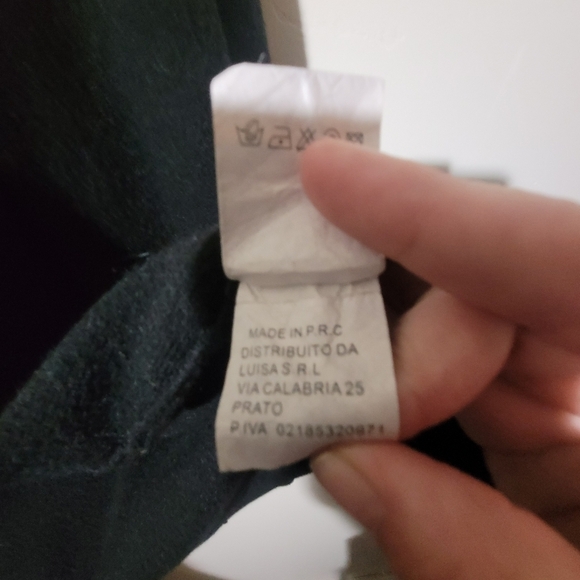 MADE IN P.R.C
DISTRIBUITO DA
LUISA S.R.L
VIA CALABRIA 25
PRATO
P.IVA 02185320971